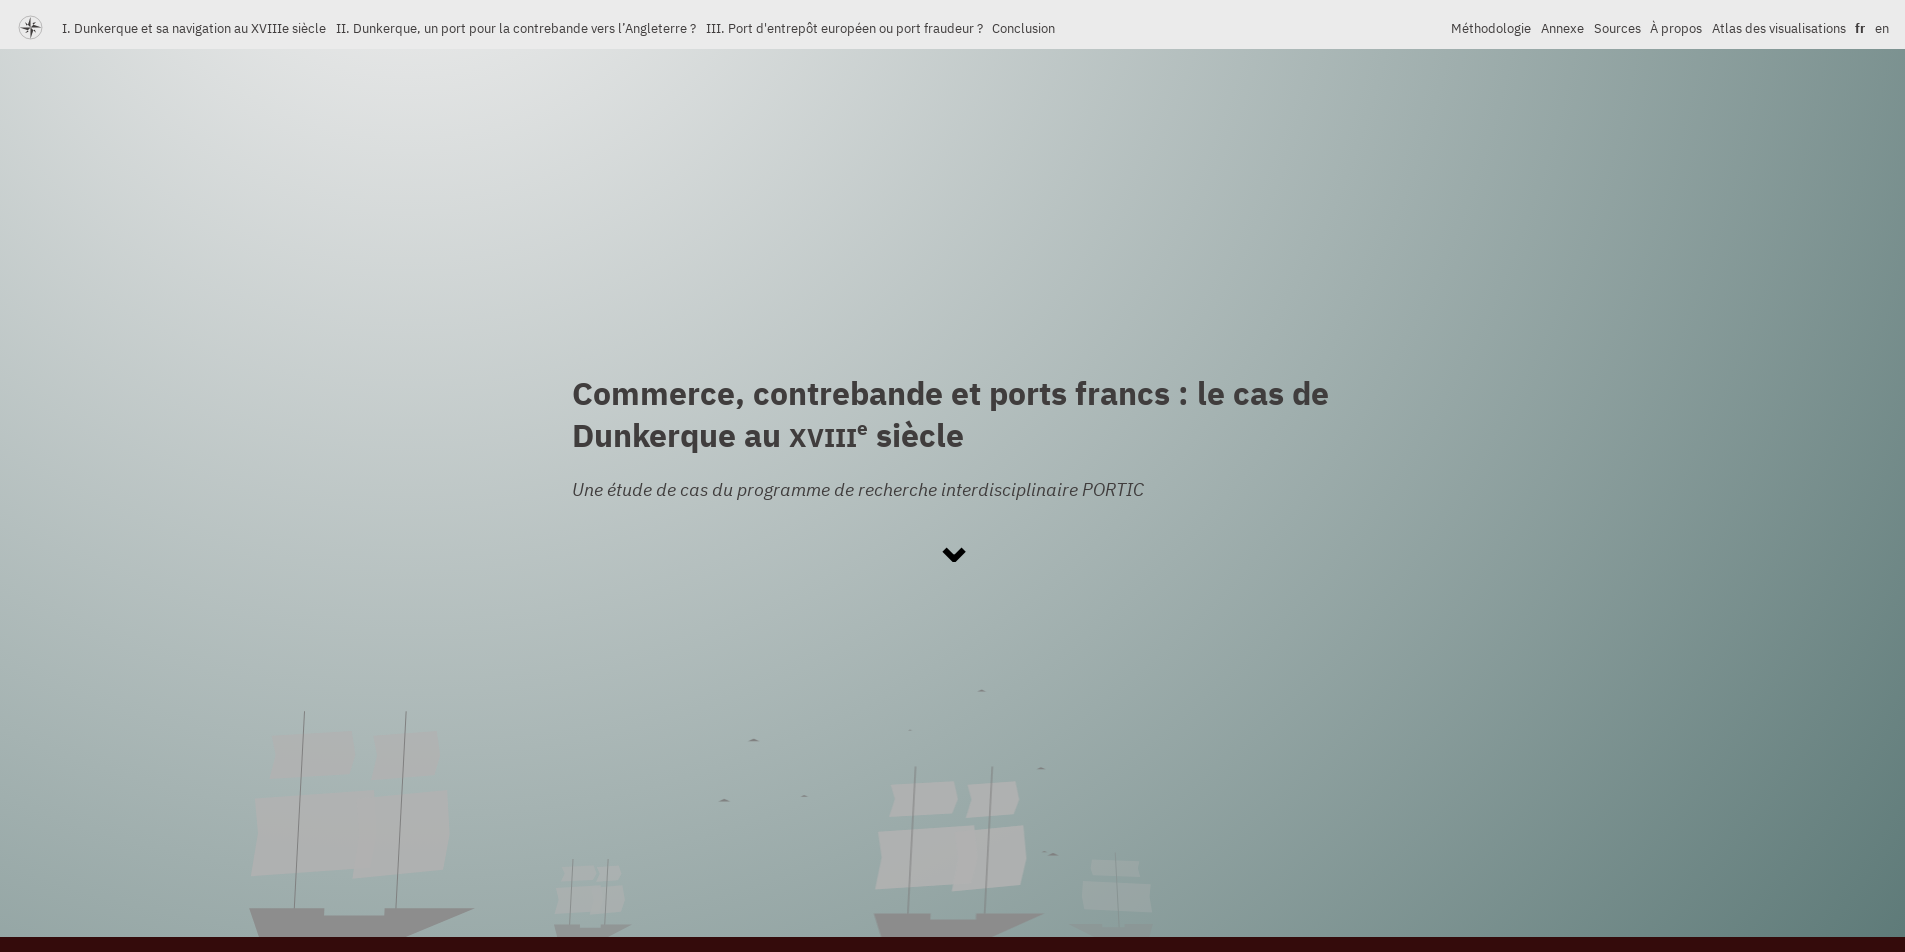 I. Dunkerque et sa navigation au XVIIIe siècle II. Dunkerque, un port pour la contrebande vers l’Angleterre ? III. Port d'entrepôt européen ou port fraudeur ? Conclusion Méthodologie Annexe Sources À propos Atlas des visualisations fr en
Commerce, contrebande et ports francs : le cas de
Dunkerque au XVIIIe siècle
Une étude de cas du programme de recherche interdisciplinaire PORTIC